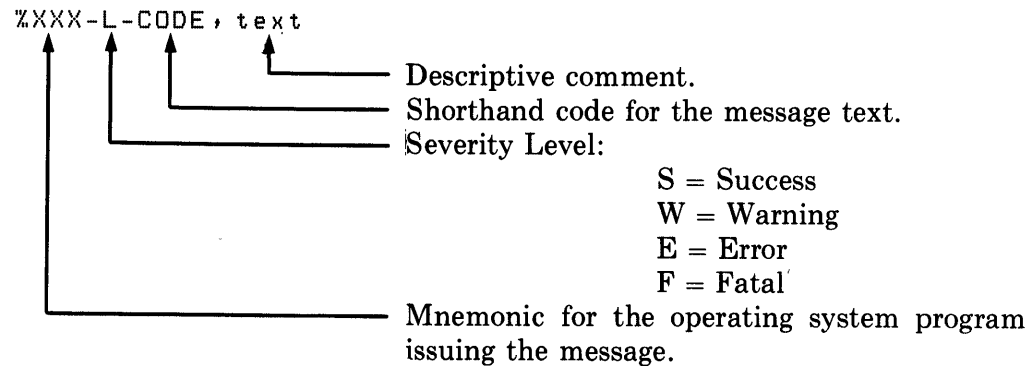 %XXX-L-CODE, text
Descriptive comment.
Shorthand code for the message text.
Severity Level:
S = Success
W = Warning
E = Error
F = Fatal
Mnemonic for the operating system program
issuing the message.